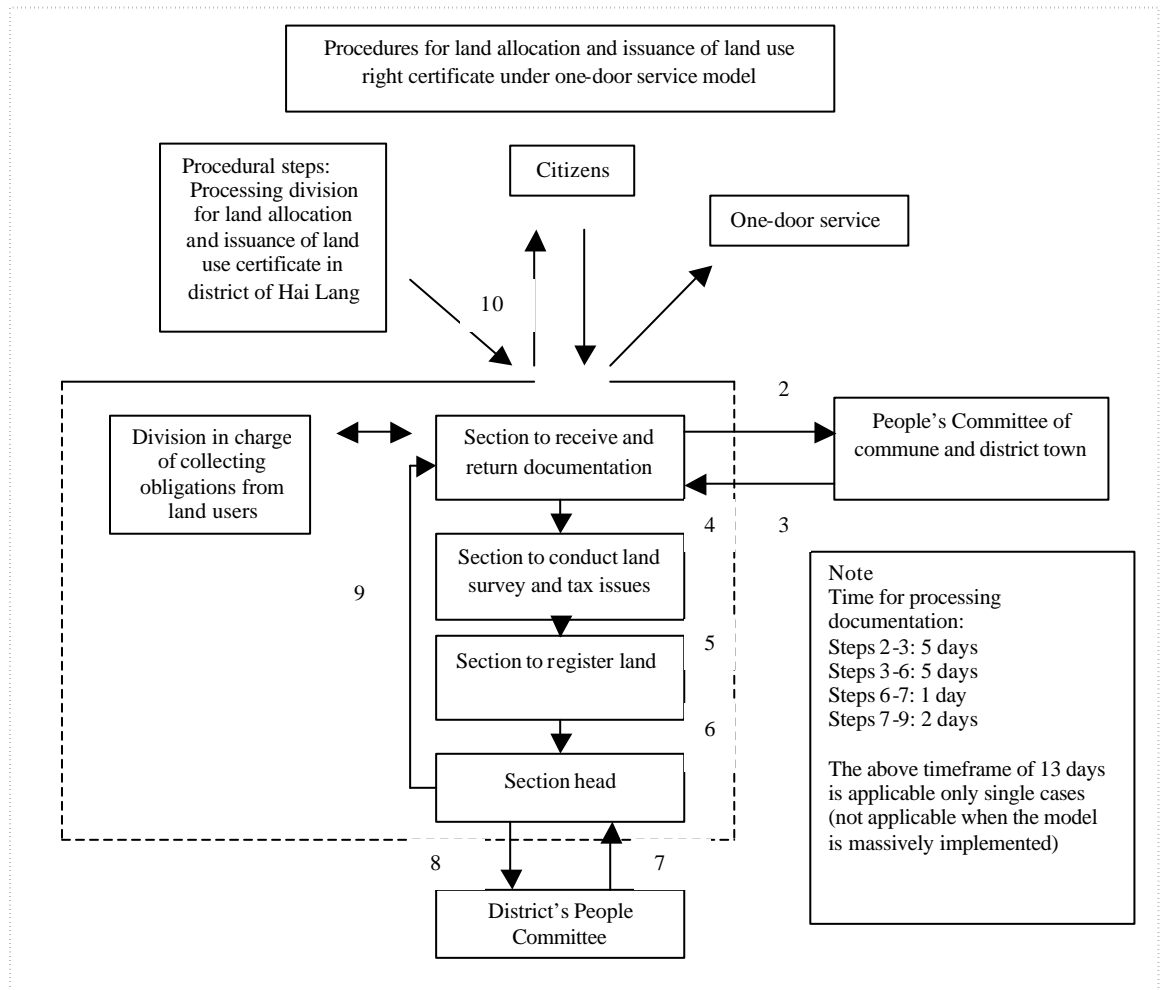 Procedures for land allocation and issuance of land use
right certificate under one-door service model
Procedural steps:
Processing division
for land allocation
and issuance of land
use certificate in
district of Hai Lang
Citizens
One-door service
10
2
Division in charge
of collecting
obligations from
land users
Section to receive and
return documentation
People’s Committee of
commune and district town
4
3
Section to conduct land
survey and tax issues
9
5
Section to register land
6
Section head
8
7
District’s People
Committee
Note
Time for processing
documentation:
Steps 2-3: 5 days
Steps 3-6: 5 days
Steps 6-7: 1 day
Steps 7-9: 2 days
The above timeframe of 13 days
is applicable only single cases
(not applicable when the model
is massively implemented)